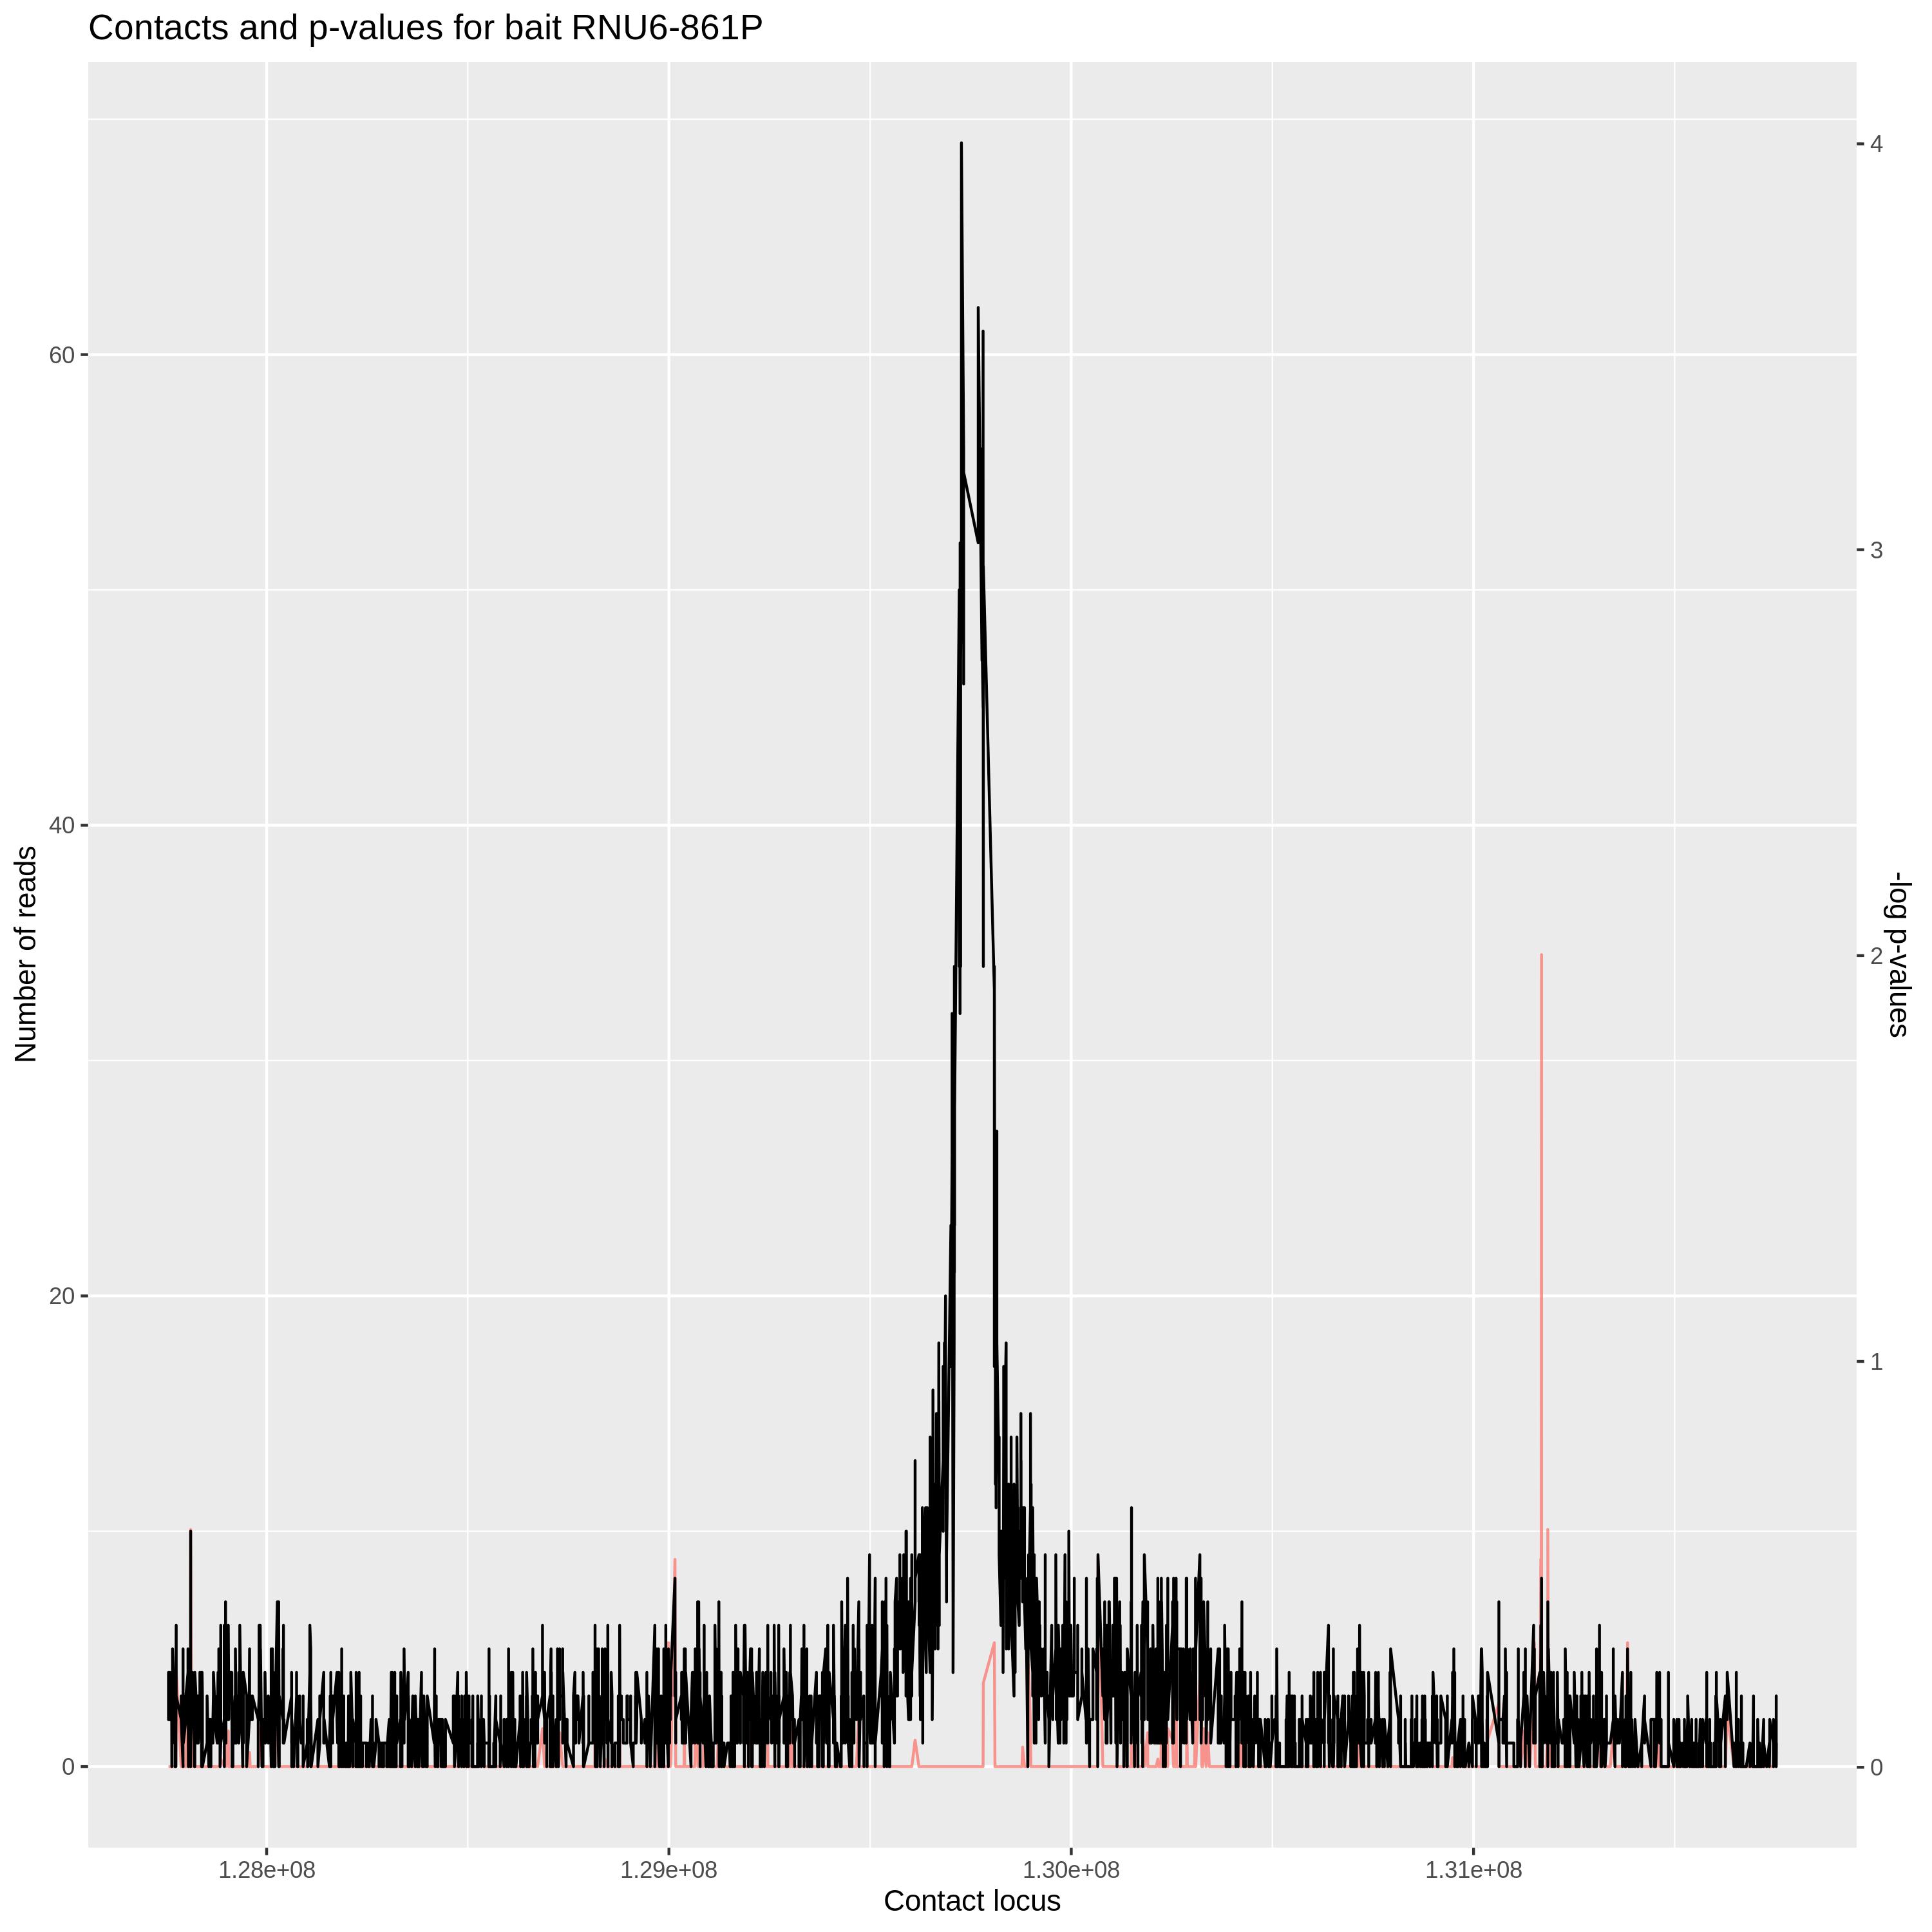 Contacts and p-values for bait RNU6-861P
Number of reads
60
40
20
0
4
3
2
1
0
-log p-values
1.28e+08
1.29e+08
1.30e+08
1.31e+08
Contact locus